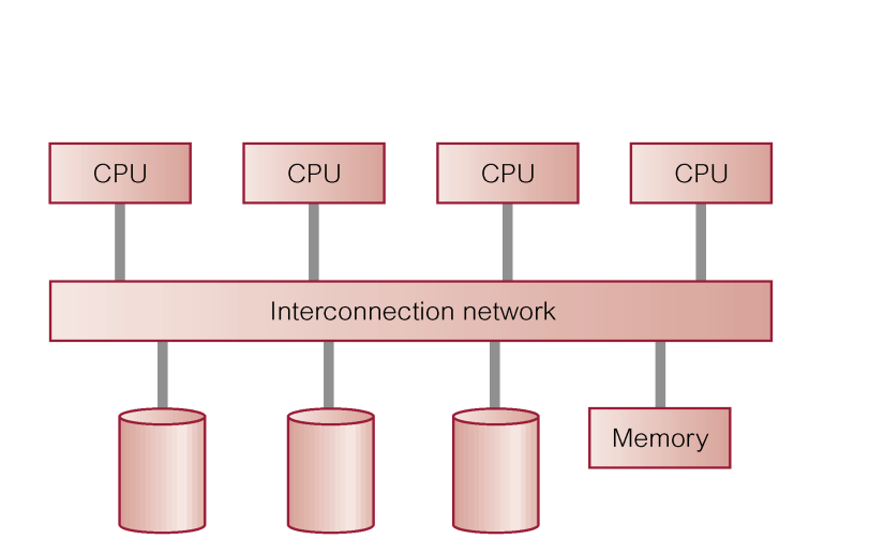 CPU
CPU
CPU
CPU
Interconnection network
Memory